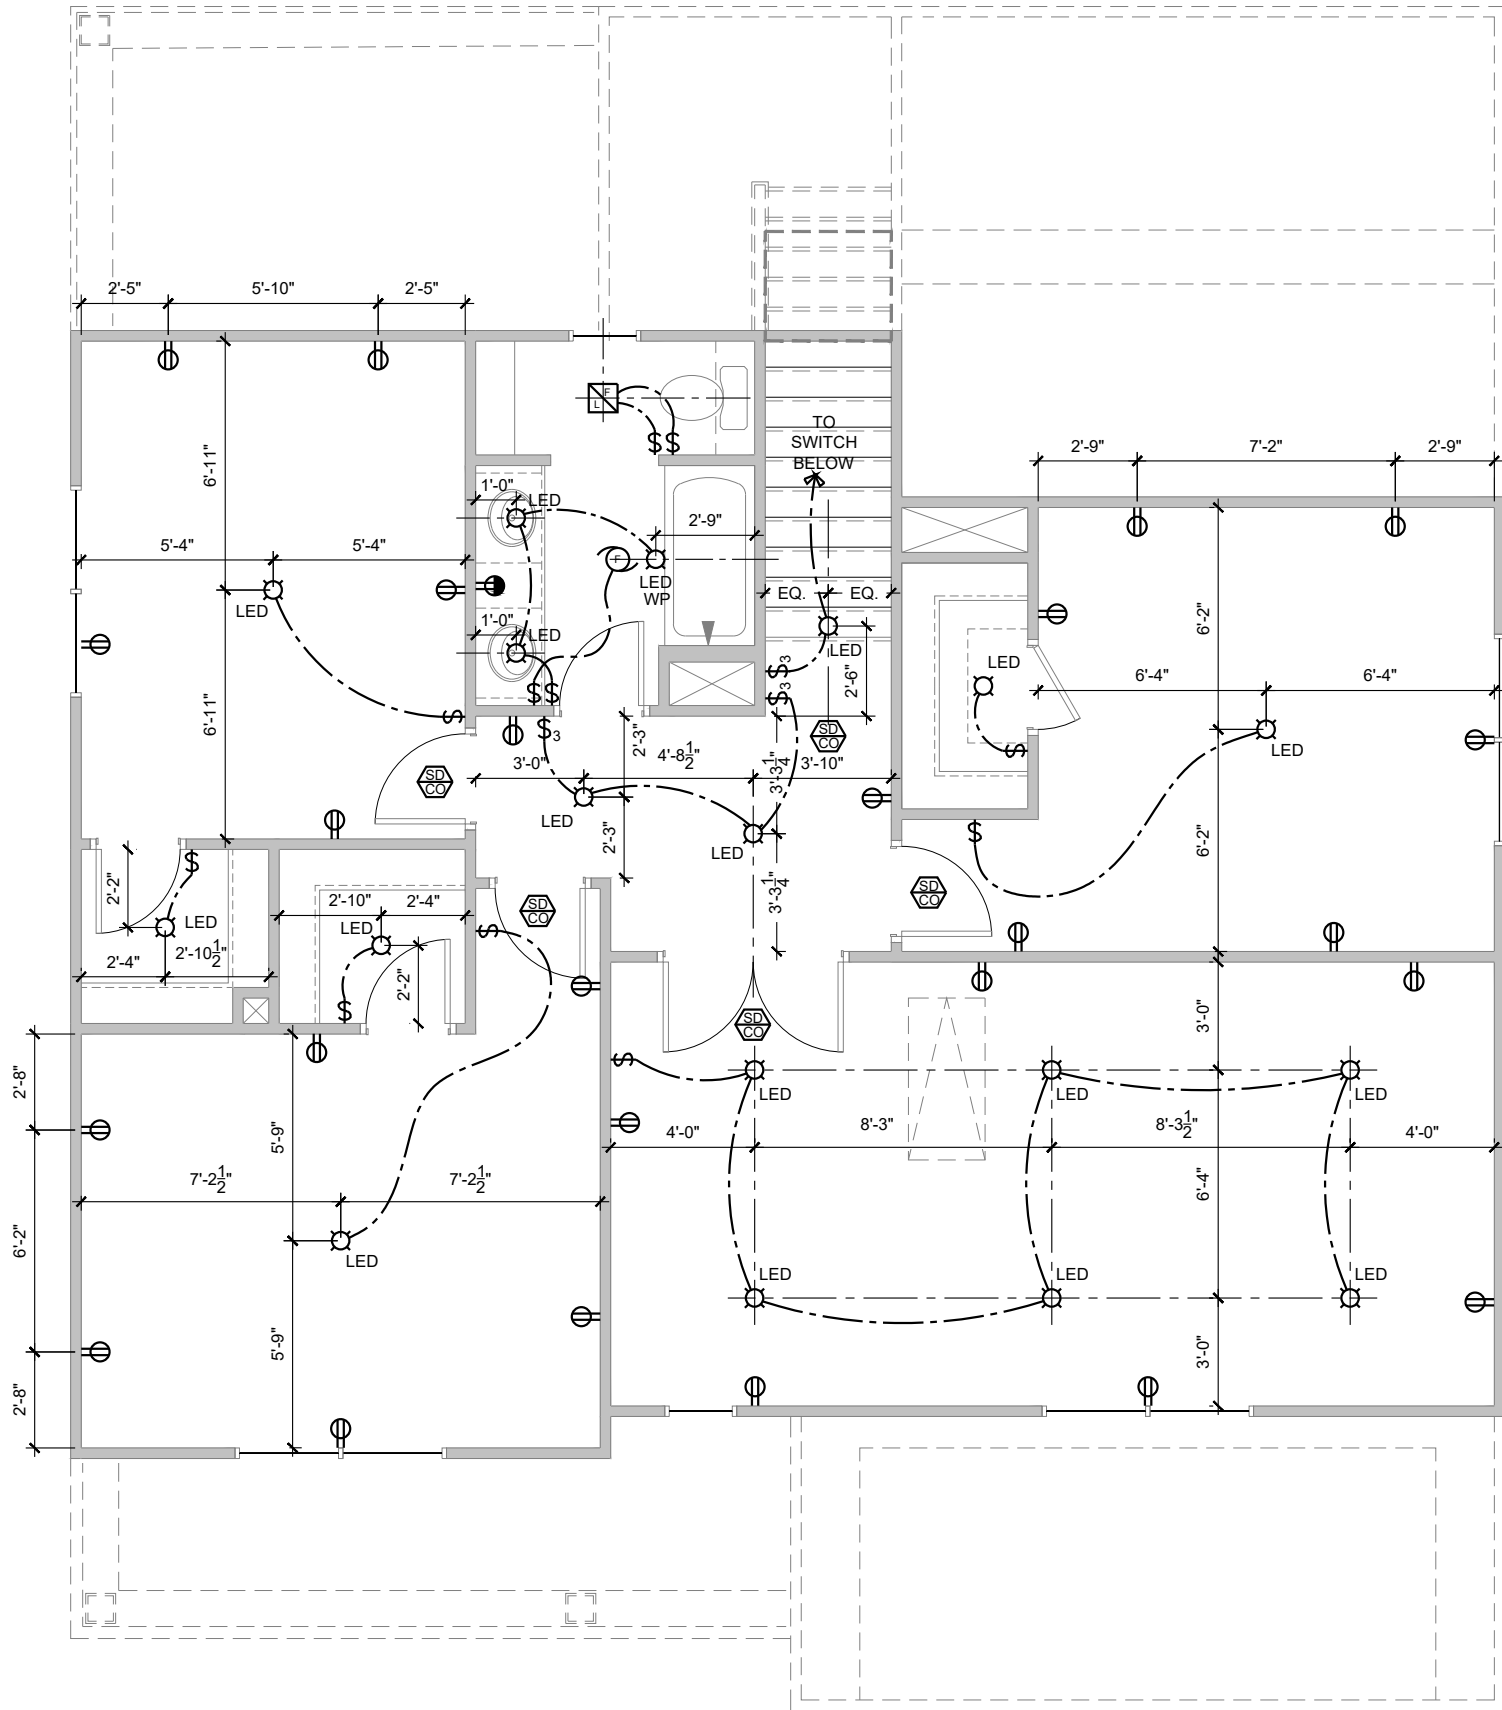 2'-5"
5'-10"
2'-5"
F
L
$
$
TO
SWITCH
BELOW
6'-11"
2'-9"
7'-2"
2'-9"
1'-0"
LED
2'-9"
5'-4"
5'-4"
F
LED
WP
LED
EQ.
EQ.
1'-0"
LED
6'-2"
LED
$3
$3
2'-6"
LED
6'-4"
6'-4"
$
$
$
6'-11"
$3
2'-3"
4'-8 1/2"
3'-3 1/4"
3'-10"
SD
CO
$
LED
3'-0"
SD
CO
LED
2'-3"
LED
$
6'-2"
$
2'-2"
LED
2'-10"
2'-4"
LED
SD
CO
3'-3 1/4"
SD
CO
2'-4"
2'-10 1/2"
$
2'-2"
$
3'-0"
SD
CO
2'-8"
$
LED
LED
LED
5'-9"
4'-0"
8'-3"
8'-3 1/2"
4'-0"
7'-2 1/2"
7'-2 1/2"
6'-4"
6'-2"
LED
LED
LED
LED
5'-9"
3'-0"
2'-8"